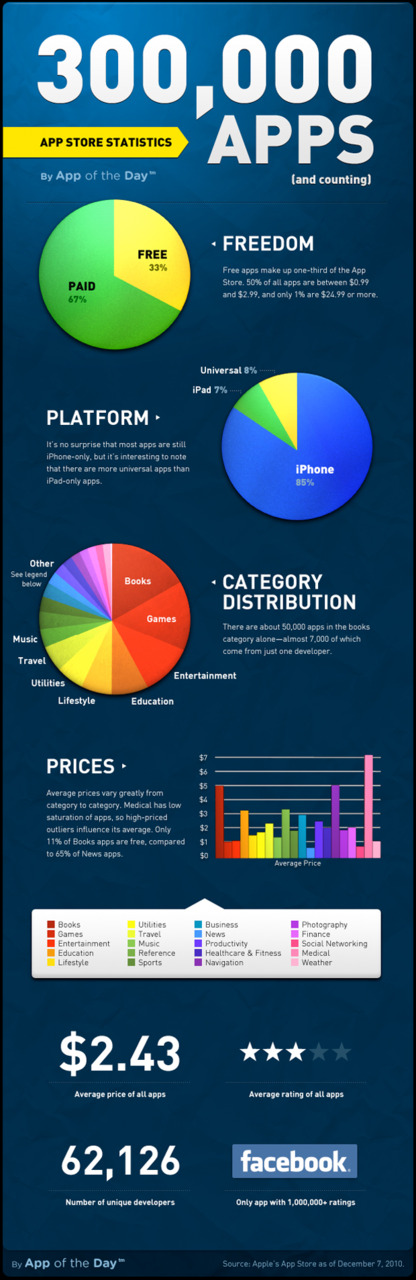 300,000
APPS
APP STORE STATISTICS
By App of the Day™
(and counting)
FREE
33%
PAID
67%
FREEDOM
Free apps make up one-third of the App
Store. 50% of all apps are between $0.99
and $2.99, and only 1% are $24.99 or more.
Universal 8%
iPad 7%
iPhone
85%
PLATFORM
It's no surprise that most apps are still
iPhone-only, but it's interesting to note
that there are more universal apps than
iPad-only apps.
Other
See legend
below
Books
Games
Entertainment
Education
Lifestyle
Utilities
Travel
Music
CATEGORY
DISTRIBUTION
There are about 50,000 apps in the books
category alone—almost 7,000 of which
come from just one developer.
PRICES
Average prices vary greatly from
category to category. Medical has low
saturation of apps, so high-priced
outliers influence its average. Only
11% of Books apps are free, compared
to 65% of News apps.
$7
$6
$5
$4
$3
$2
$1
$0
Average Price
Books
Games
Entertainment
Education
Lifestyle
Utilities
Travel
Music
Reference
Sports
Business
News
Productivity
Healthcare & Fitness
Navigation
Photography
Finance
Social Networking
Medical
Weather
$2.43
Average price of all apps
Average rating of all apps
62,126
Number of unique developers
facebook.
Only app with 1,000,000+ ratings
By App of the Day™
Source: Apple's App Store as of December 7, 2010.